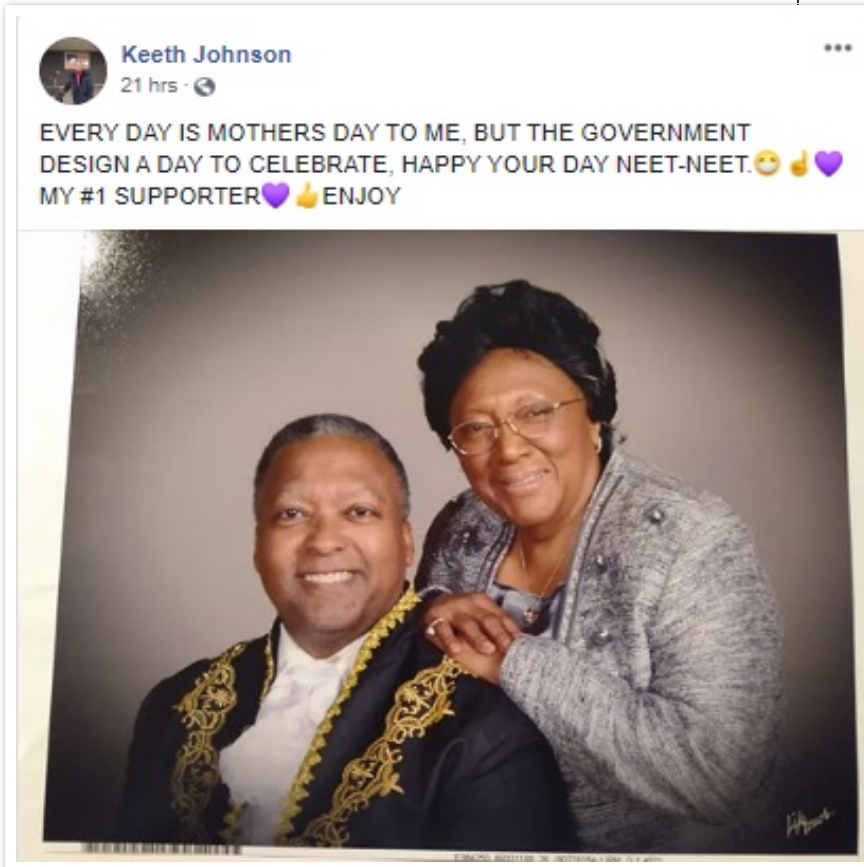 Keeth Johnson
21 hrs ·
EVERY DAY IS MOTHERS DAY TO ME, BUT THE GOVERNMENT
DESIGN A DAY TO CELEBRATE, HAPPY YOUR DAY NEET-NEET.😁☝💜
MY #1 SUPPORTER💜👍ENJOY